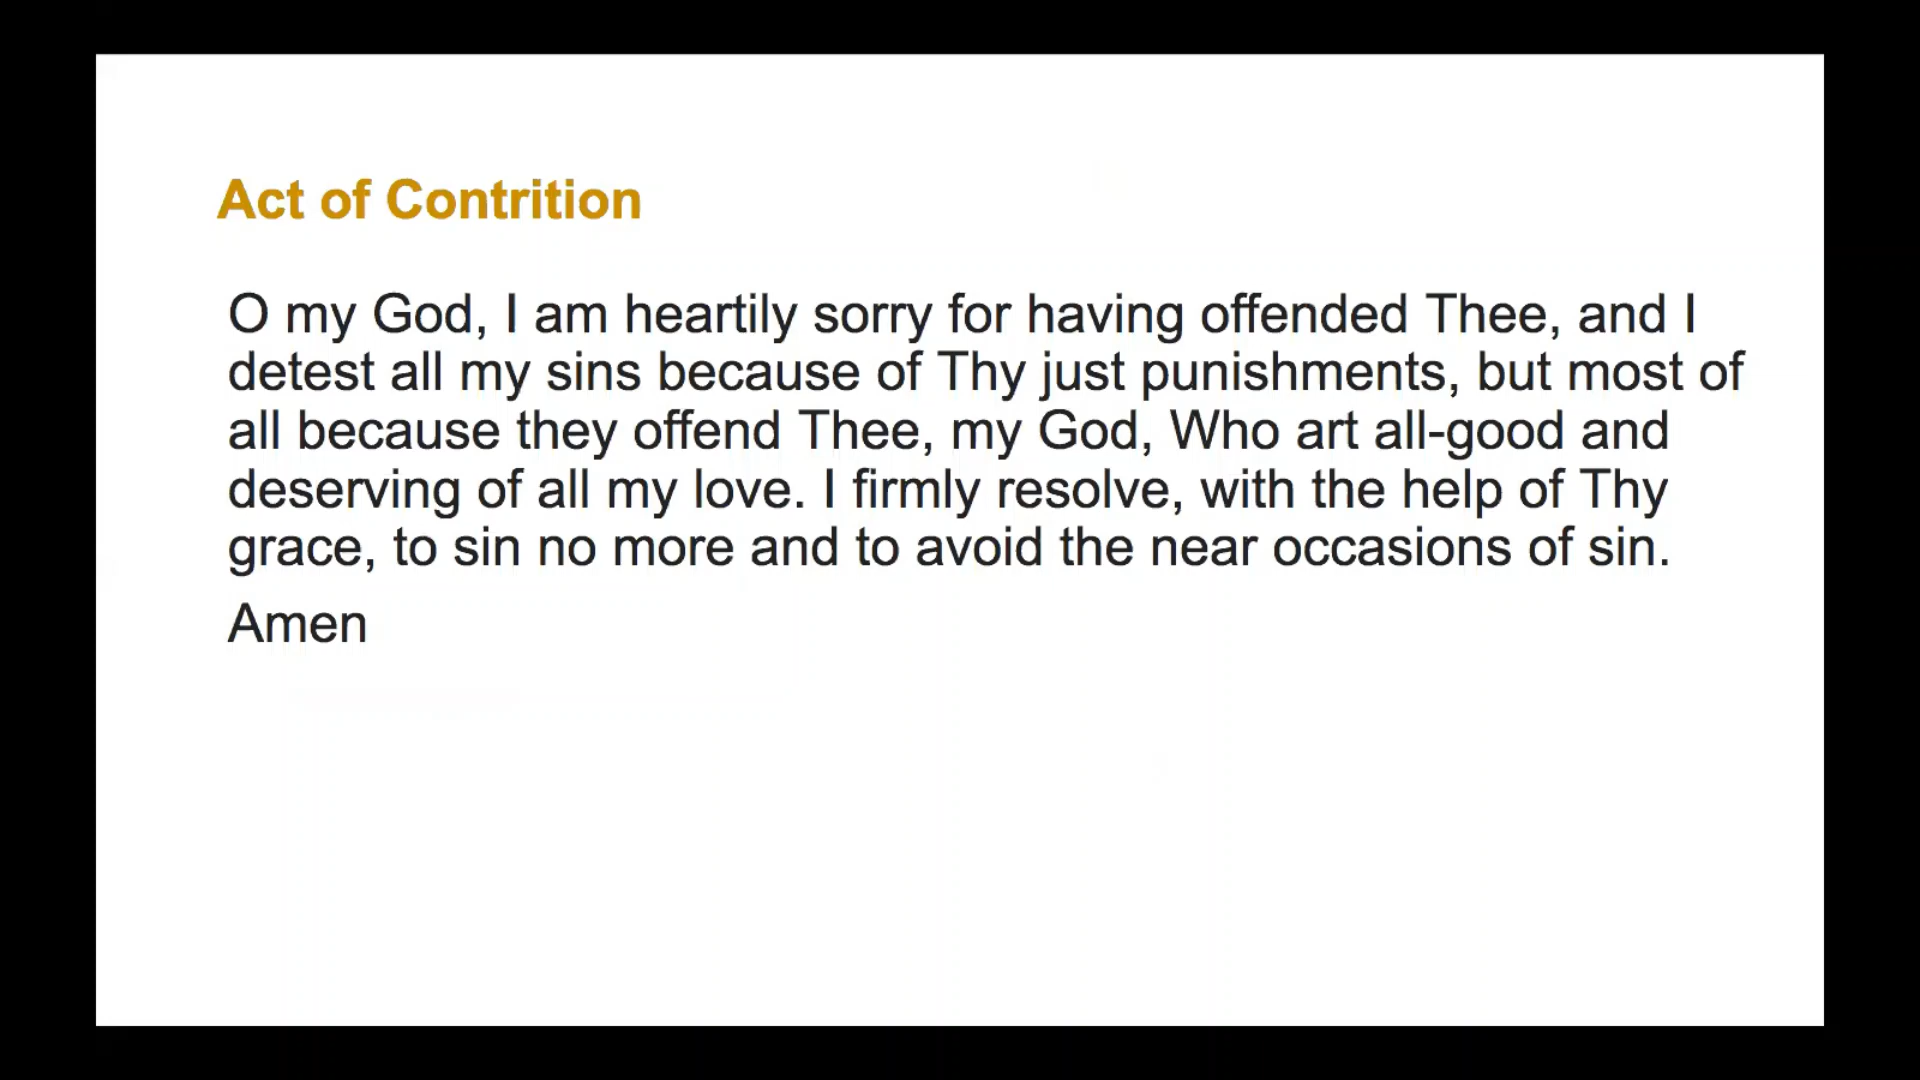 Act of Contrition
O my God, I am heartily sorry for having offended Thee, and I
detest all my sins because of Thy just punishments, but most of
all because they offend Thee, my God, Who art all-good and
deserving of all my love. I firmly resolve, with the help of Thy
grace, to sin no more and to avoid the near occasions of sin.
Amen